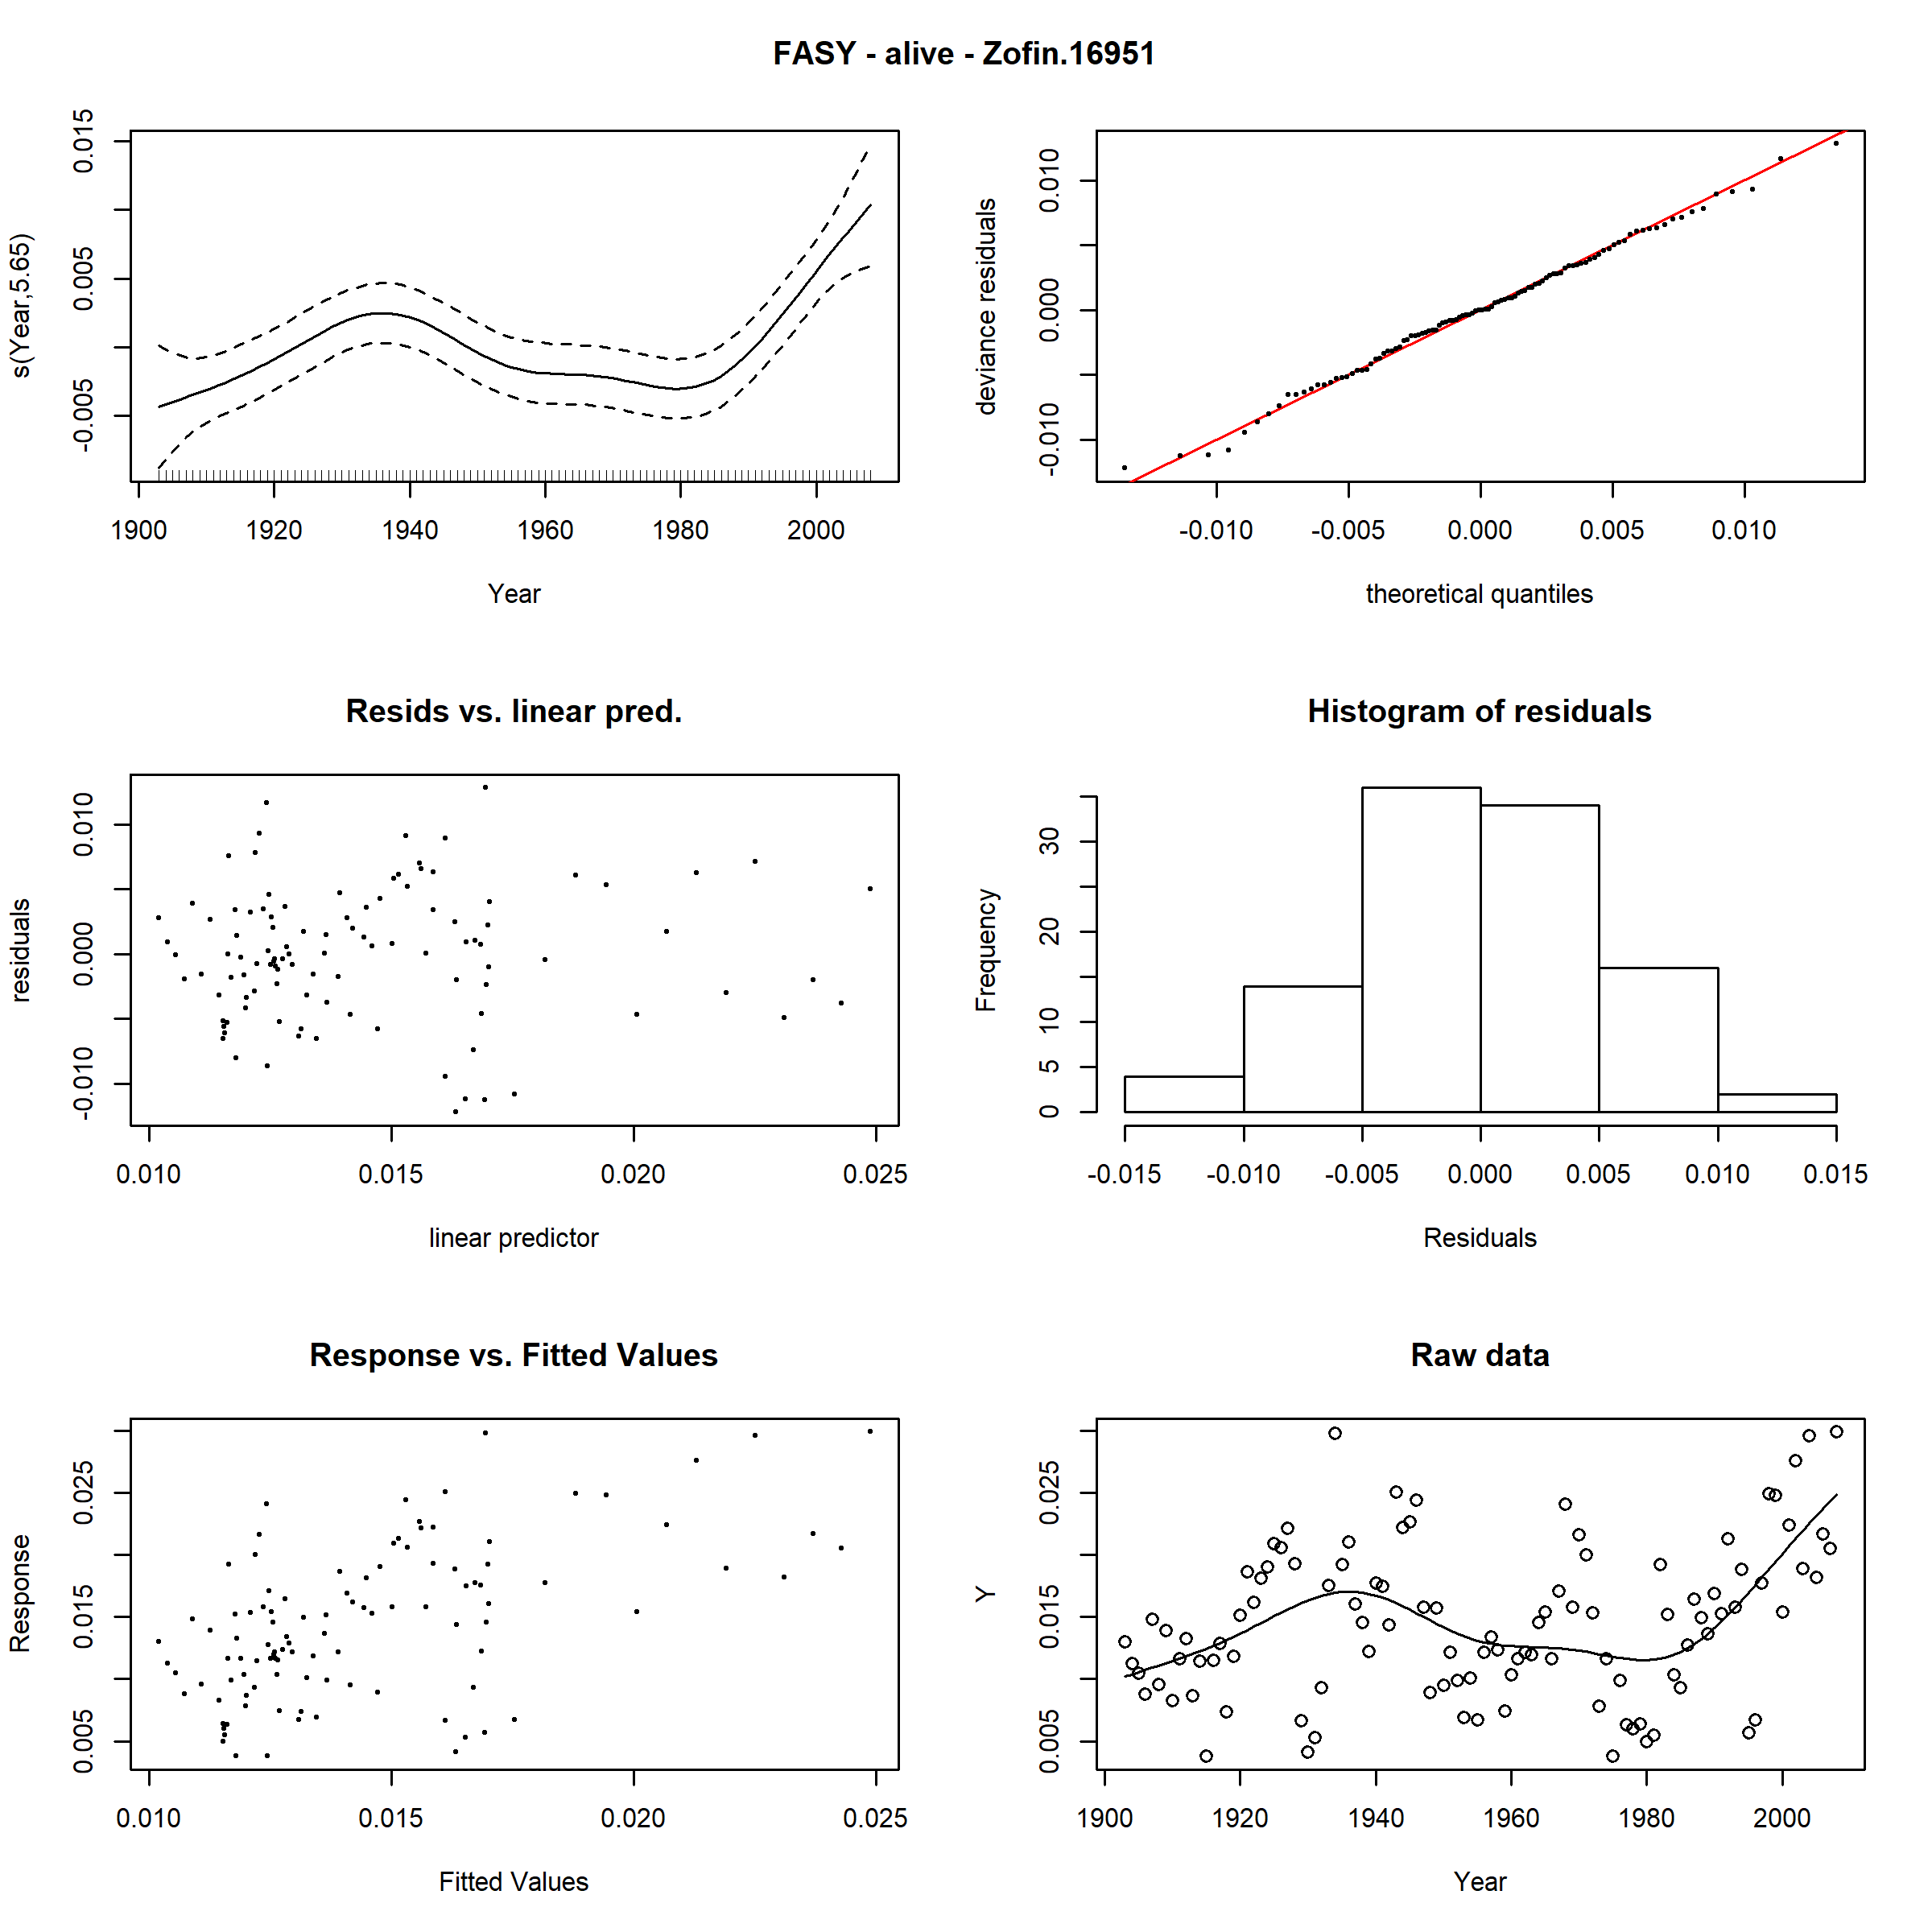 FASY - alive - Zofin.16951
s(Year,5.65)
-0.005 0.005 0.015
1900 1920 1940 1960 1980 2000
Year
deviance residuals
-0.010 0.000 0.010
-0.010 -0.005 0.000 0.005 0.010
theoretical quantiles
Resids vs. linear pred.
residuals
-0.010 0.000 0.010
0.010 0.015 0.020 0.025
linear predictor
Histogram of residuals
Frequency
0 5 10 20 30
-0.015 -0.010 -0.005 0.000 0.005 0.010 0.015
Residuals
Response vs. Fitted Values
Response
0.005 0.015 0.025
0.010 0.015 0.020 0.025
Fitted Values
Raw data
Y
0.005 0.015 0.025
1900 1920 1940 1960 1980 2000
Year